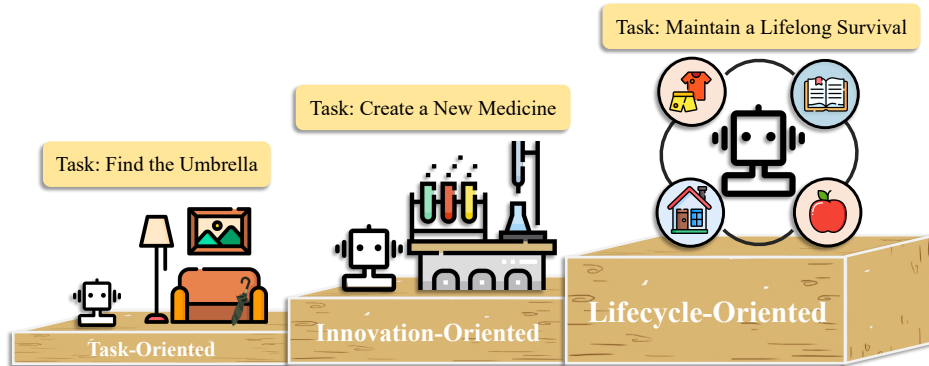 Task: Maintain a Lifelong Survival
Task: Create a New Medicine
Task: Find the Umbrella
Lifecycle-Oriented
Innovation-Oriented
Task-Oriented